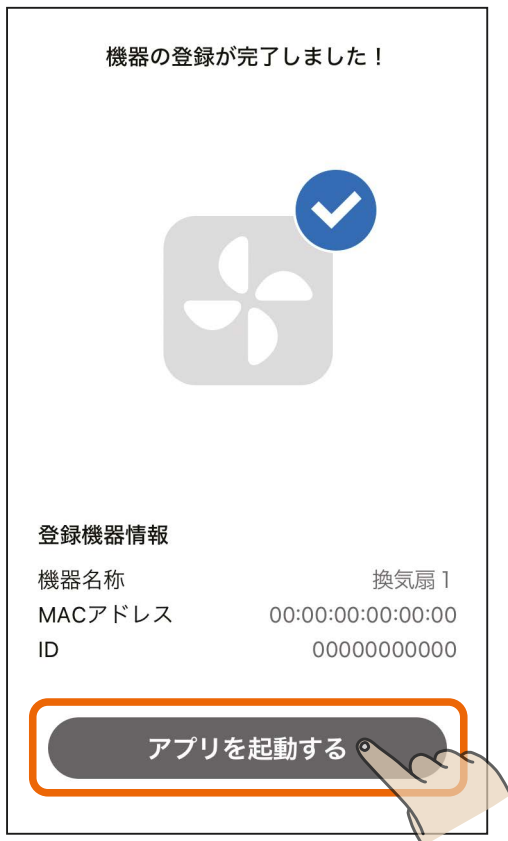 機器の登録が完了しました！
登録機器情報
機器名称 換気扇1
MACアドレス 00:00:00:00:00:00
ID 00000000000
アプリを起動する